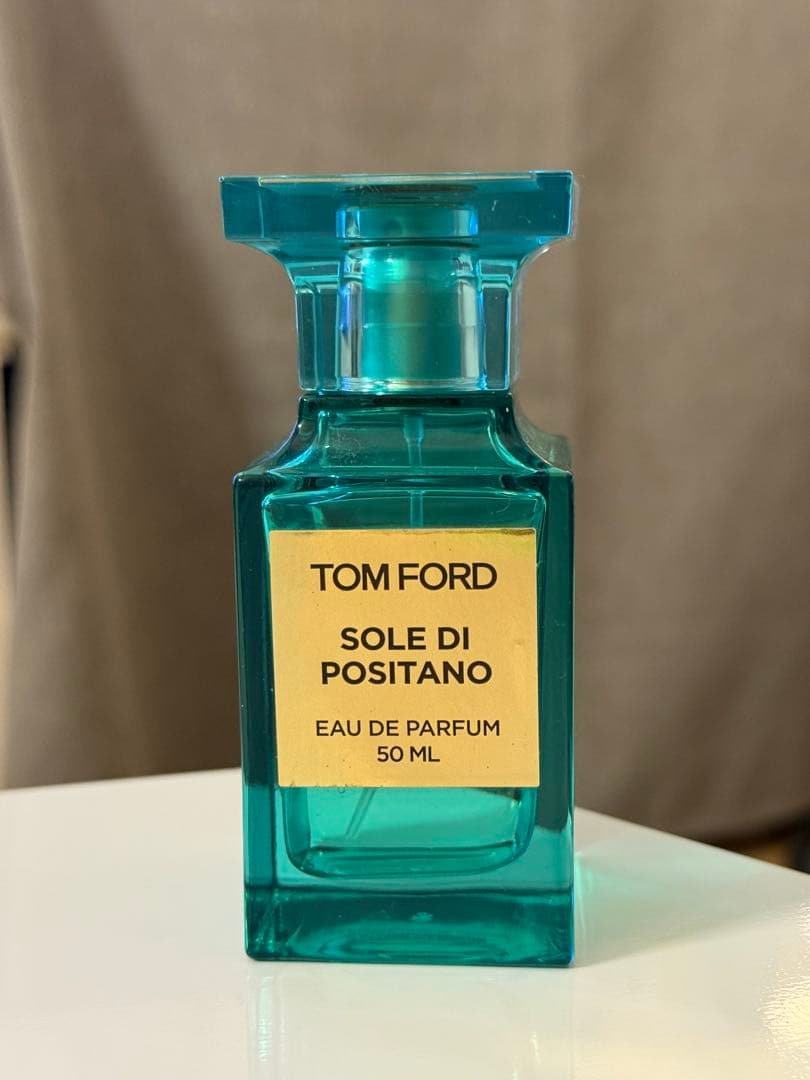 TOM FORD
SOLE DI
POSITANO
EAU DE PARFUM
50 ML